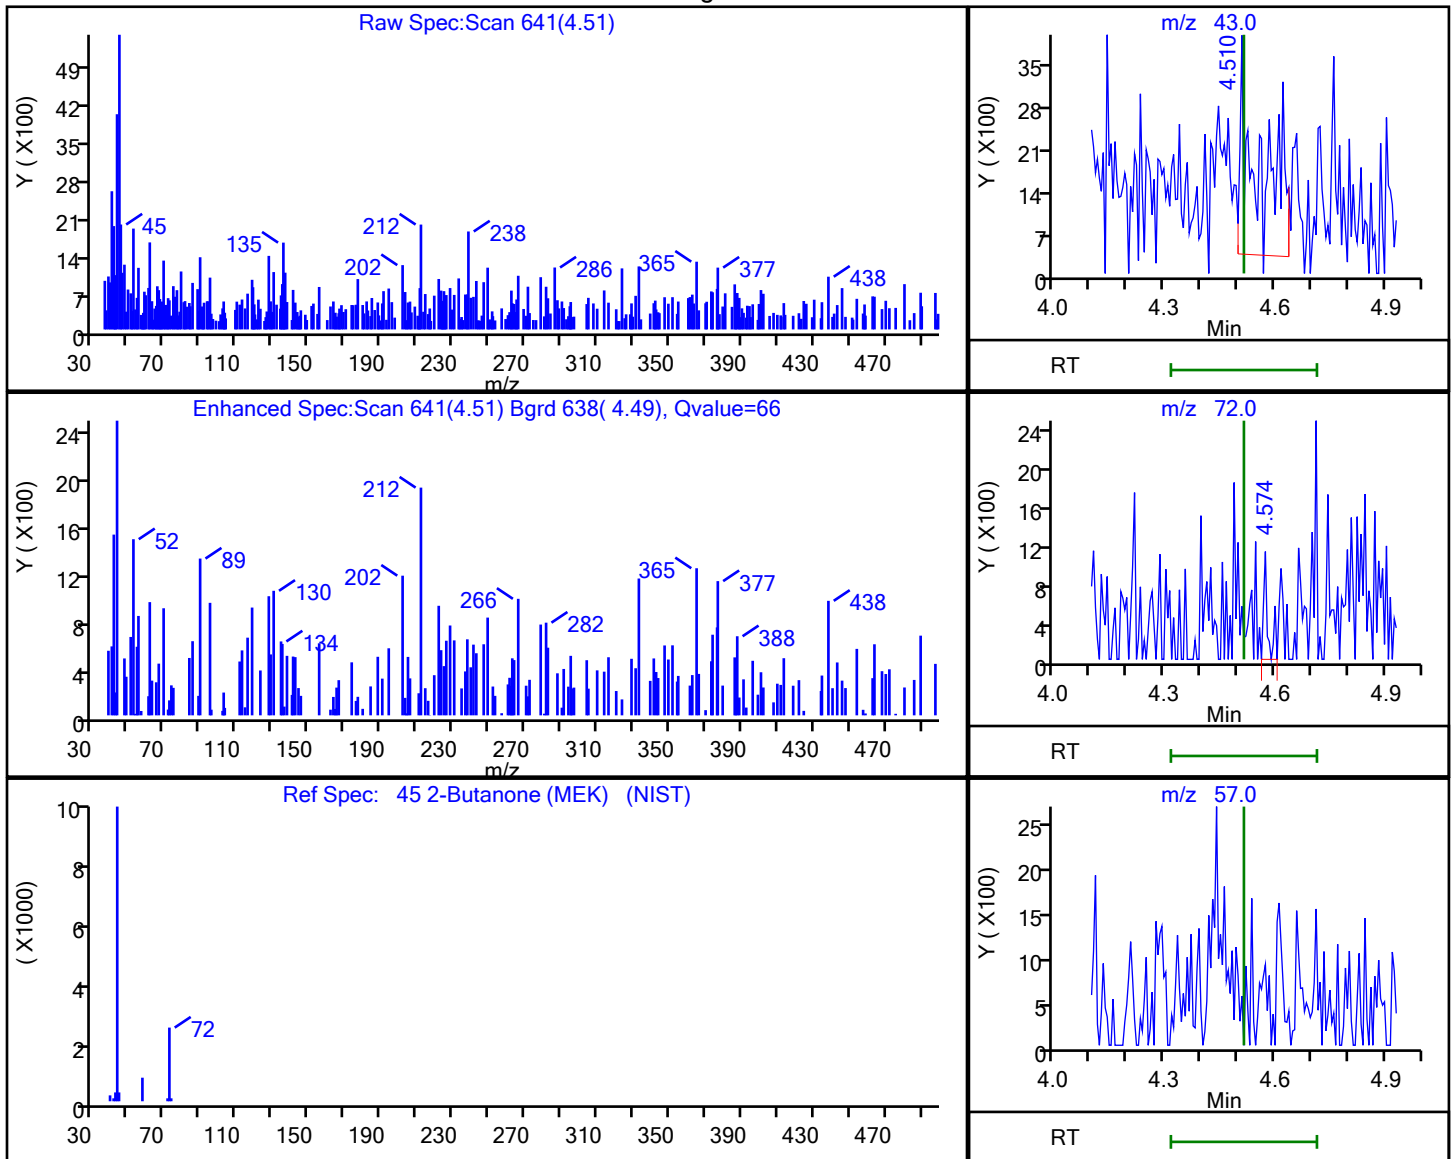 Raw Spec:Scan 641(4.51)
Y ( X100)
49
42
35
28
21
14
7
0
45
135
202
212
238
286
365
377
438
30 70 110 150 190 230 270 310 350 390 430 470
m/z
m/z 43.0
Y ( X100)
35
28
21
14
7
0
4.510
4.0 4.3 4.6 4.9
Min
RT
Enhanced Spec:Scan 641(4.51) Bgrd 638( 4.49), Qvalue=66
Y ( X100)
24
20
16
12
8
4
0
52
89
130
134
202
212
266
282
365
377
388
438
30 70 110 150 190 230 270 310 350 390 430 470
m/z
m/z 72.0
Y ( X100)
24
20
16
12
8
4
0
4.574
4.0 4.3 4.6 4.9
Min
RT
Ref Spec: 45 2-Butanone (MEK) (NIST)
( X1000)
10
8
6
4
2
0
72
30 70 110 150 190 230 270 310 350 390 430 470
m/z 57.0
Y ( X100)
25
20
15
10
5
0
4.0 4.3 4.6 4.9
Min
RT